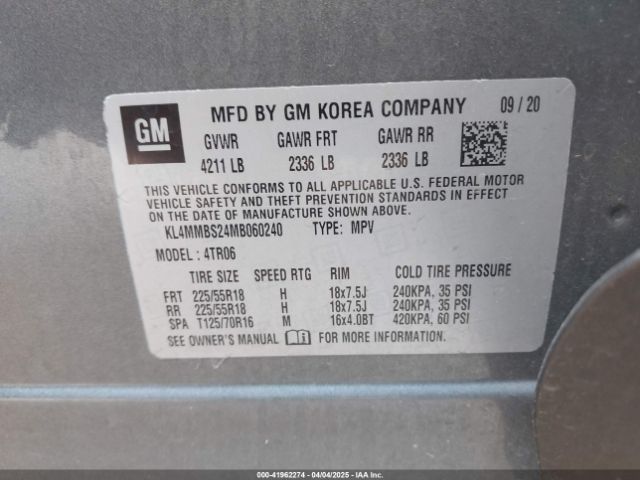 GM
MFD BY GM KOREA COMPANY 09 / 20
GVWR GAWR FRT GAWR RR
4211 LB 2336 LB 2336 LB
THIS VEHICLE CONFORMS TO ALL APPLICABLE U.S. FEDERAL MOTOR
VEHICLE SAFETY AND THEFT PREVENTION STANDARDS IN EFFECT
ON THE DATE OF MANUFACTURE SHOWN ABOVE.
KL4MMBS24MB060240 TYPE: MPV
MODEL : 4TR06
TIRE SIZE SPEED RTG RIM COLD TIRE PRESSURE
FRT 225/55R18 H 18x7.5J 240KPA, 35 PSI
RR 225/55R18 H 18x7.5J 240KPA, 35 PSI
SPA T125/70R16 M 16x4.0BT 420KPA, 60 PSI
SEE OWNER'S MANUAL FOR MORE INFORMATION.
000-41962274 - 04/04/2025 - IAAI, Inc.